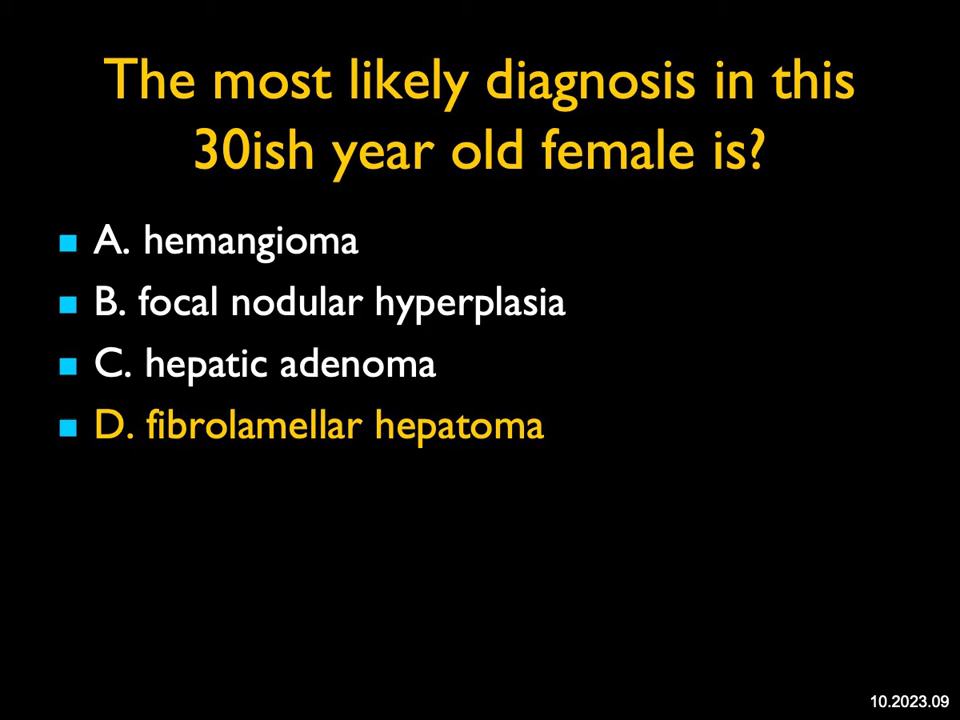 The most likely diagnosis in this
30ish year old female is?
A. hemangioma
B. focal nodular hyperplasia
C. hepatic adenoma
D. fibrolamellar hepatoma
10.2023.09